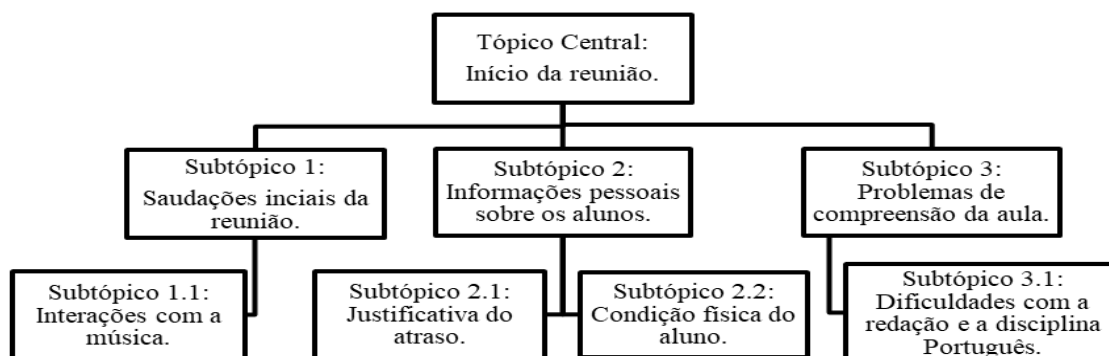 Tópico Central:
Início da reunião.
Subtópico 1:
Saudações inciais da
reunião.
Subtópico 2:
Informações pessoais
sobre os alunos.
Subtópico 3:
Problemas de
compreensão da aula.
Subtópico 1.1:
Interações com a
música.
Subtópico 2.1:
Justificativa do
atraso.
Subtópico 2.2:
Condição física do
aluno.
Subtópico 3.1:
Dificuldades com a
redação e a disciplina
Português.